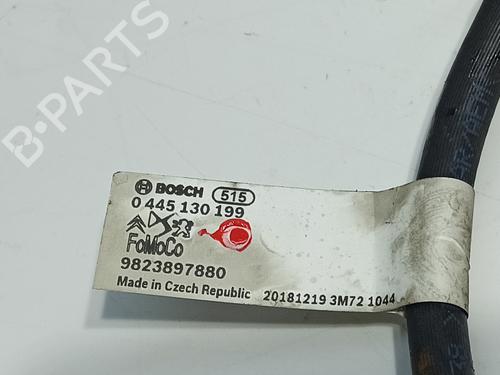 B-PARTS
BOSCH 515
0 445 130 199
FoMoCo
9823897880
Made in Czech Republic 20181219 3M72 1044